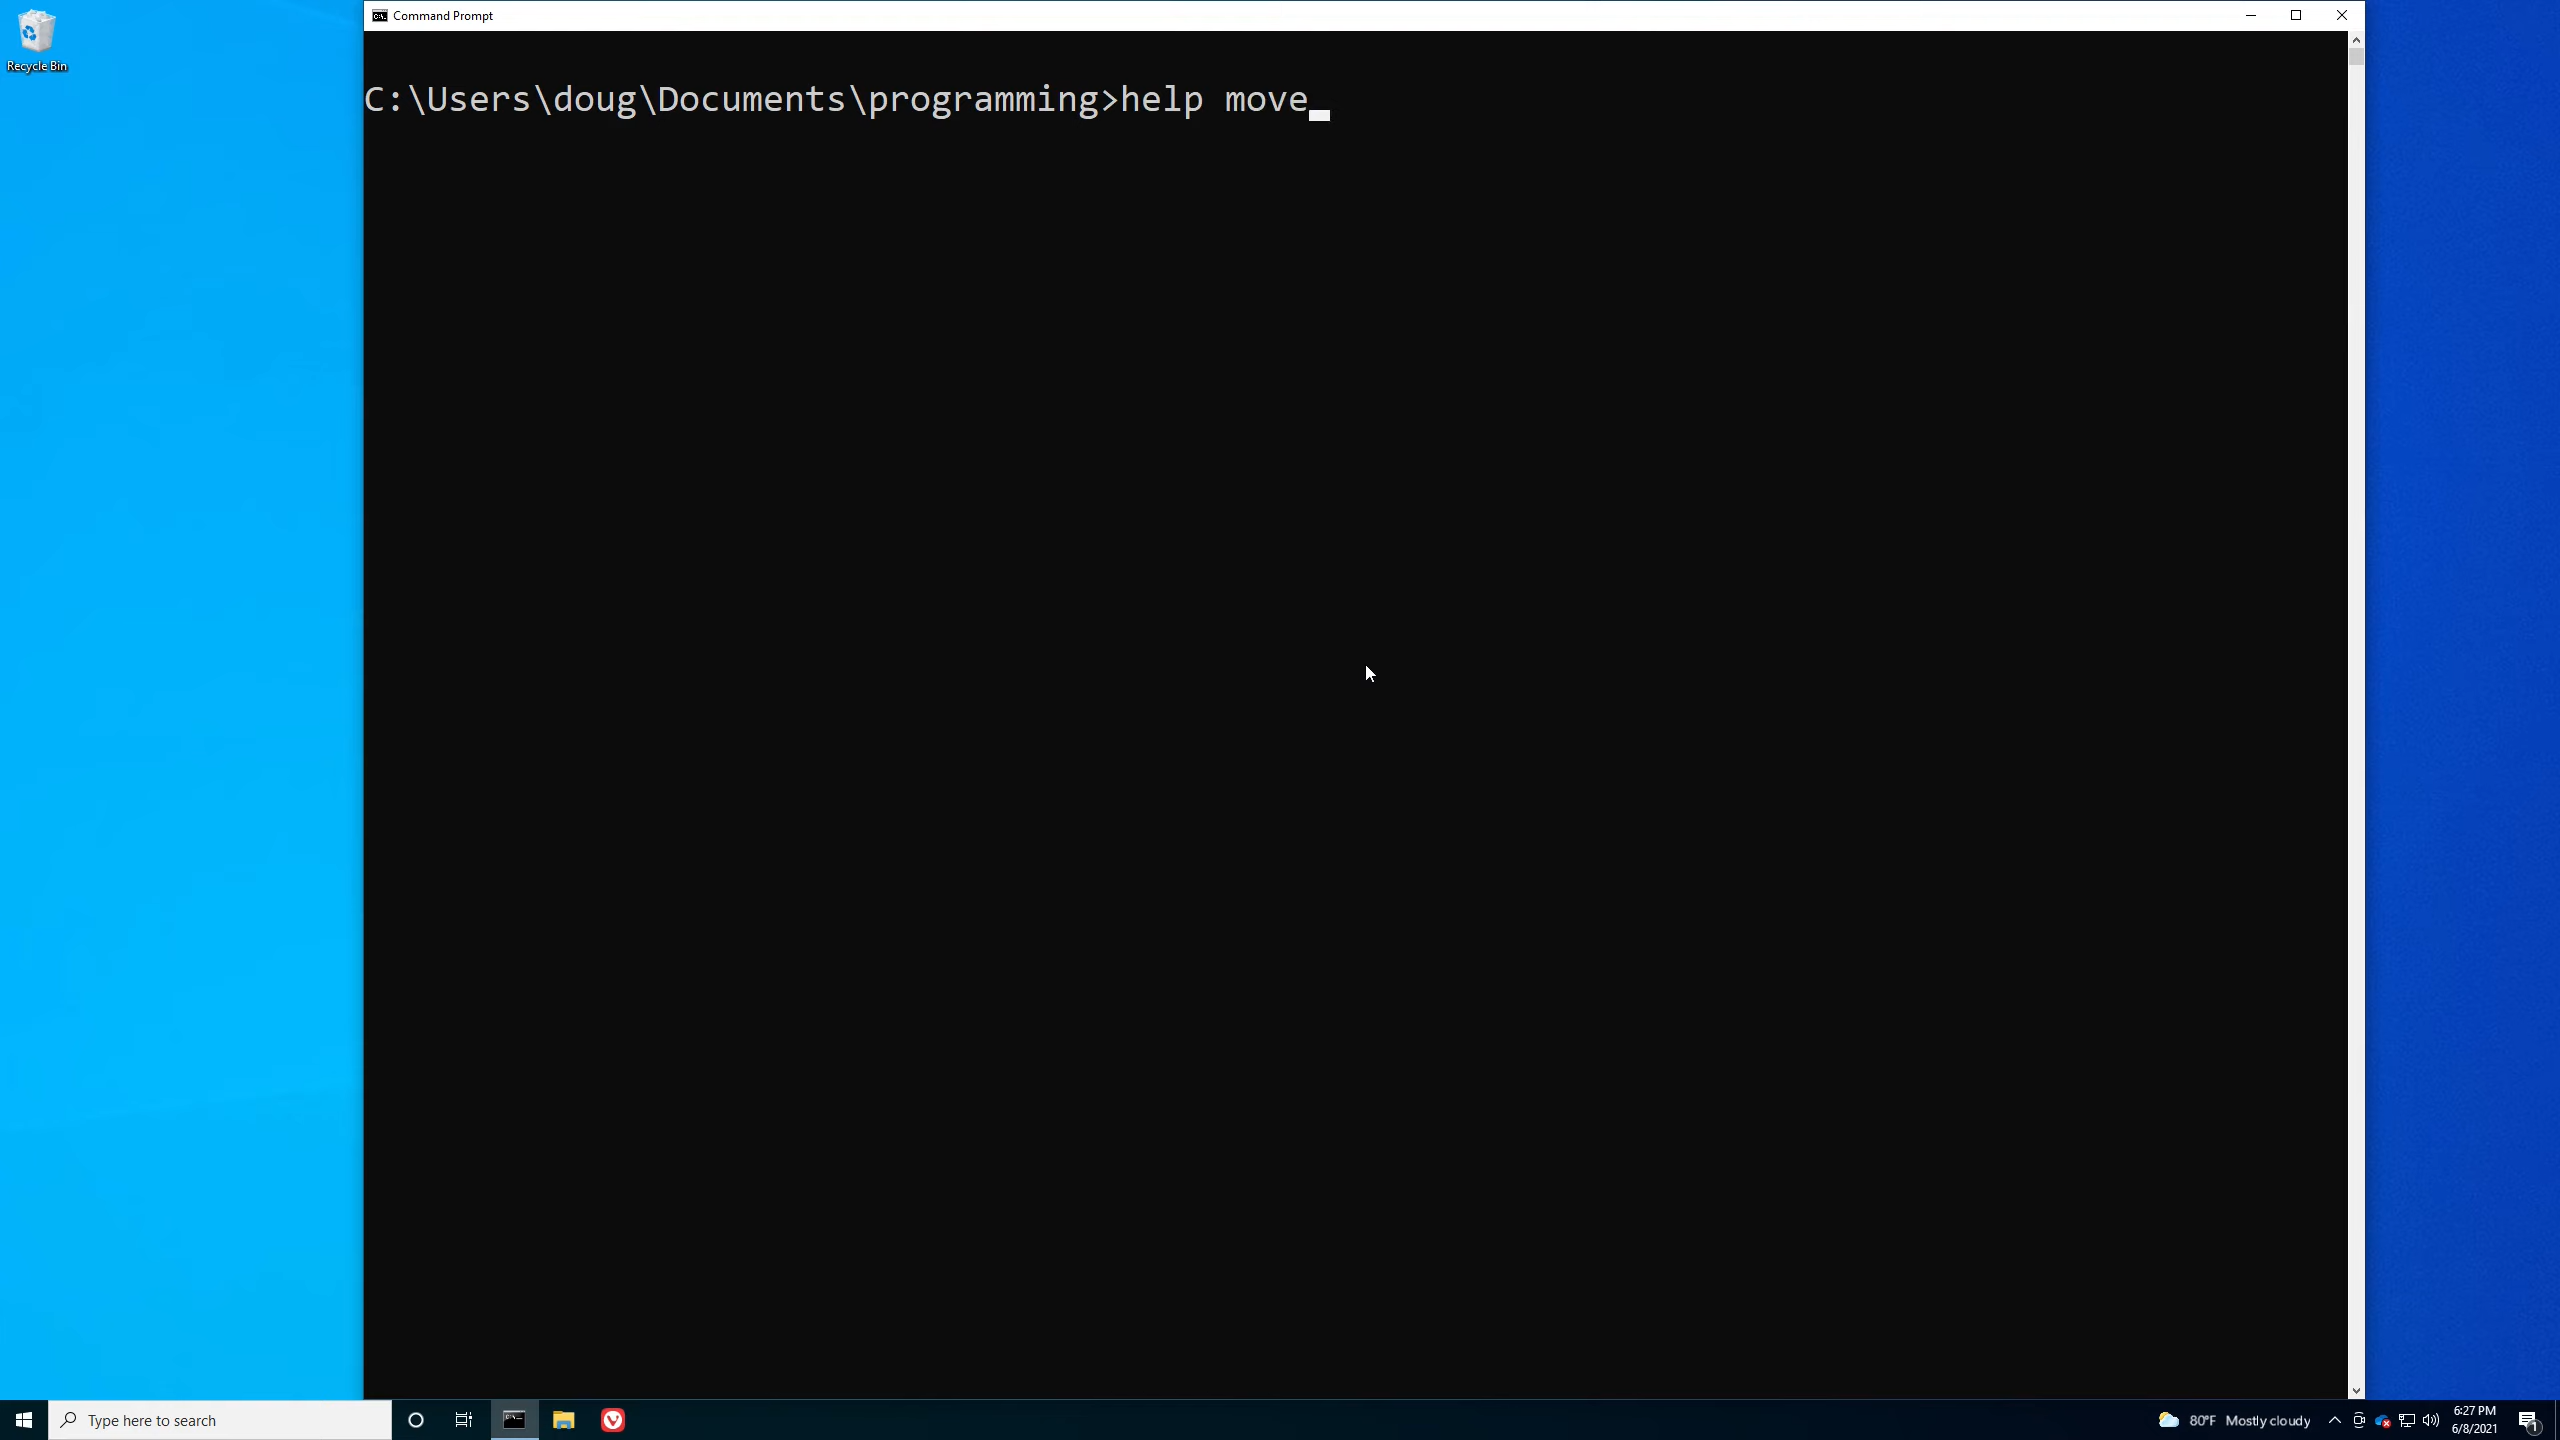 Recycle Bin
Command Prompt
C:\Users\doug\Documents\programming>help move
Type here to search
80°F Mostly cloudy
6:27 PM
6/8/2021
1